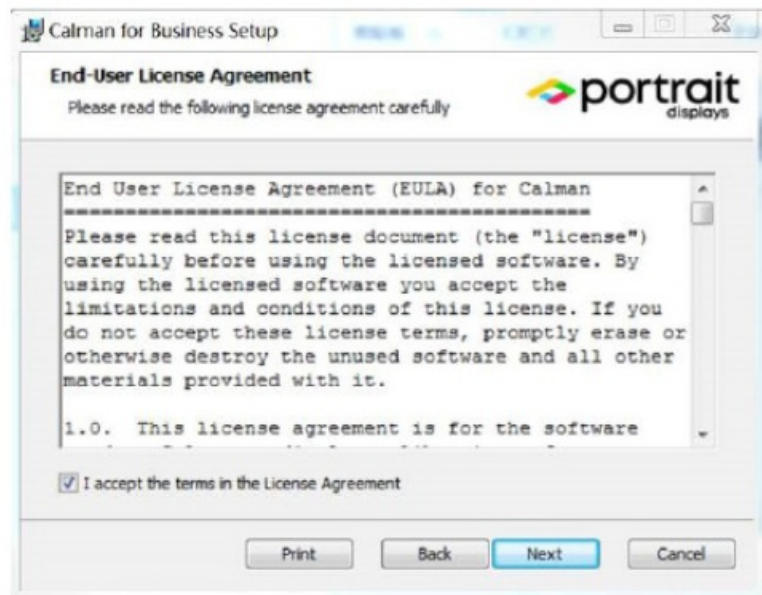 Calman for Business Setup
End-User License Agreement
Please read the following license agreement carefully
portrait
displays
End User License Agreement (EULA) for Calman
==========================================
Please read this license document (the "license")
carefully before using the licensed software. By
using the licensed software you accept the
limitations and conditions of this license. If you
do not accept these license terms, promptly erase or
otherwise destroy the unused software and all other
materials provided with it.
1.0.  This license agreement is for the software
I accept the terms in the License Agreement
Print
Back
Next
Cancel